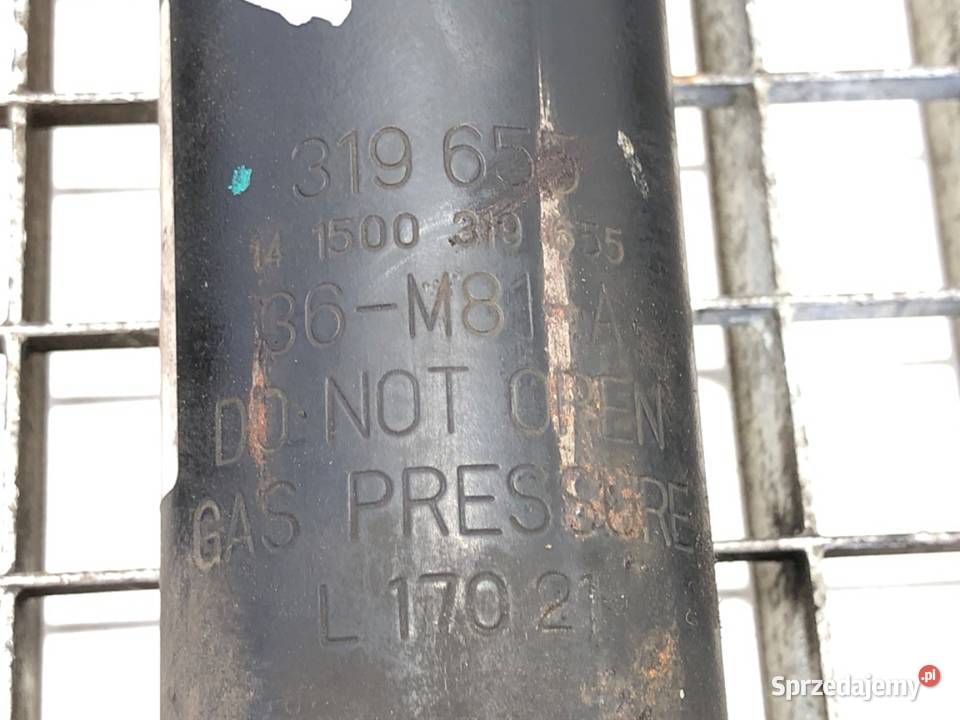 319 655
14 1500 319 655
36-M81-A
DO NOT OPEN
GAS PRESSURE
L 170 21
Sprzedajemy.pl